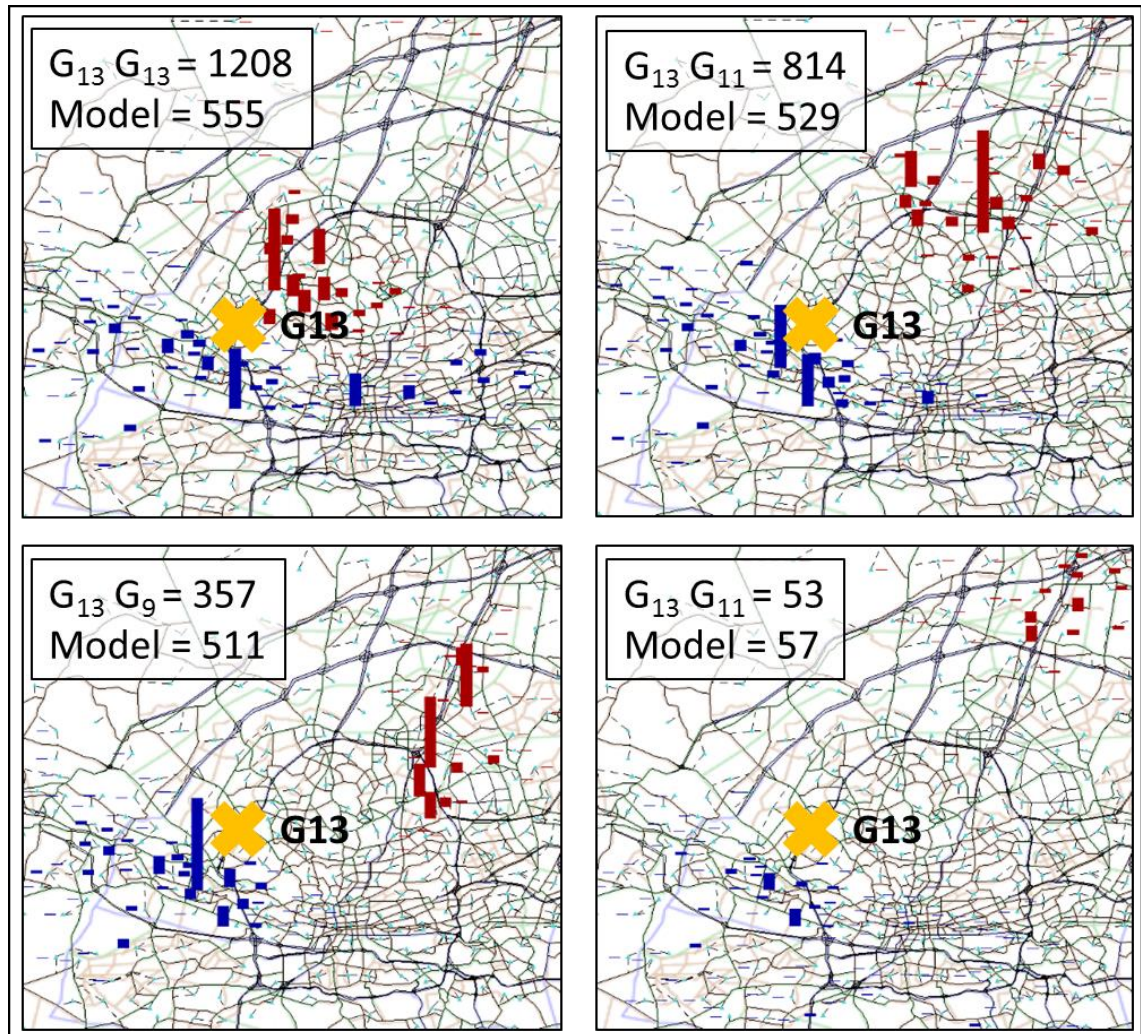 G₁₃ G₁₃ = 1208
Model = 555
G13
G₁₃ G₁₁ = 814
Model = 529
G13
G₁₃ G₉ = 357
Model = 511
G13
G₁₃ G₁₁ = 53
Model = 57
G13